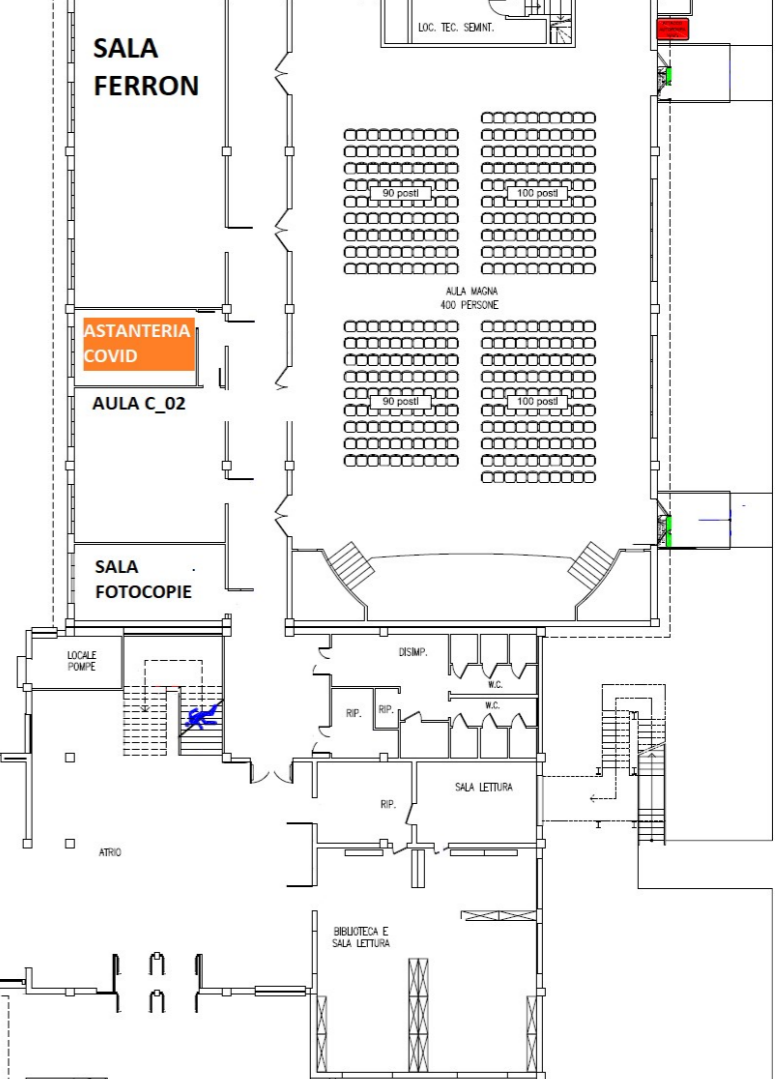 LOC. TEC. SEMINT.
SALA
FERRON
90 posti
100 posti
AULA MAGNA
400 PERSONE
ASTANTERIA
COVID
AULA C_02
90 posti
100 posti
SALA
FOTOCOPIE
LOCALE
POMPE
DISIMP.
W.C.
W.C.
RIP.
RIP.
SALA LETTURA
RIP.
ATRIO
BIBLIOTECA E
SALA LETTURA